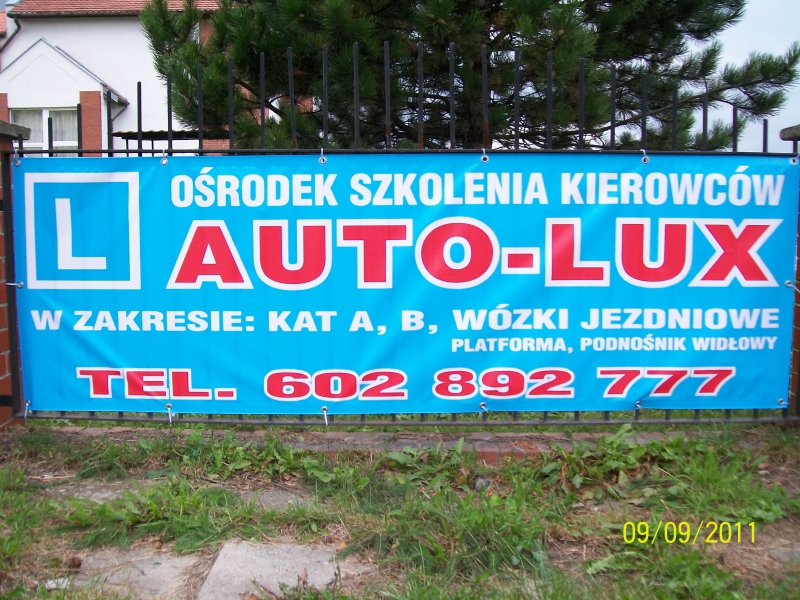 L
OŚRODEK SZKOLENIA KIEROWCÓW
AUTO-LUX
W ZAKRESIE: KAT A, B, WÓZKI JEZDNIOWE
PLATFORMA, PODNOŚNIK WIDŁOWY
TEL. 602 892 777
09/09/2011